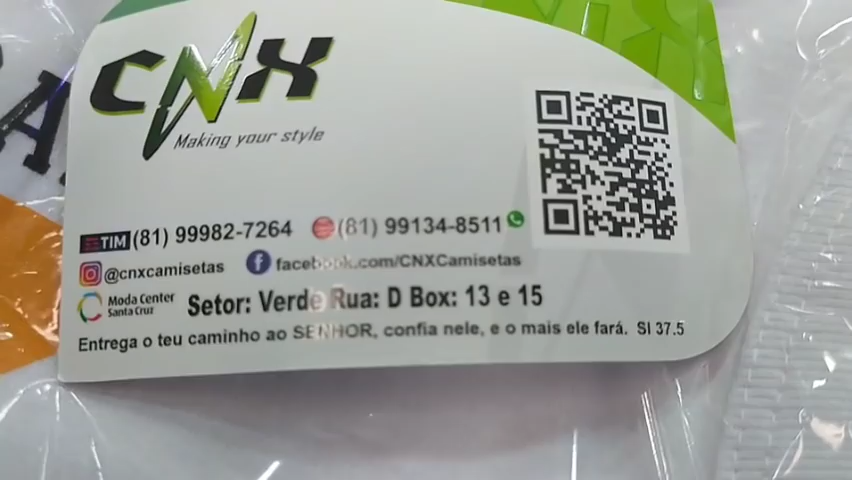 CNX
Making your style
TIM (81) 99982-7264 (81) 99134-8511
@cnxcamisetas facebook.com/CNXCamisetas
Moda Center
Santa Cruz
Setor: Verde Rua: D Box: 13 e 15
Entrega o teu caminho ao SENHOR, confia nele, e o mais ele fará. Sl 37.5